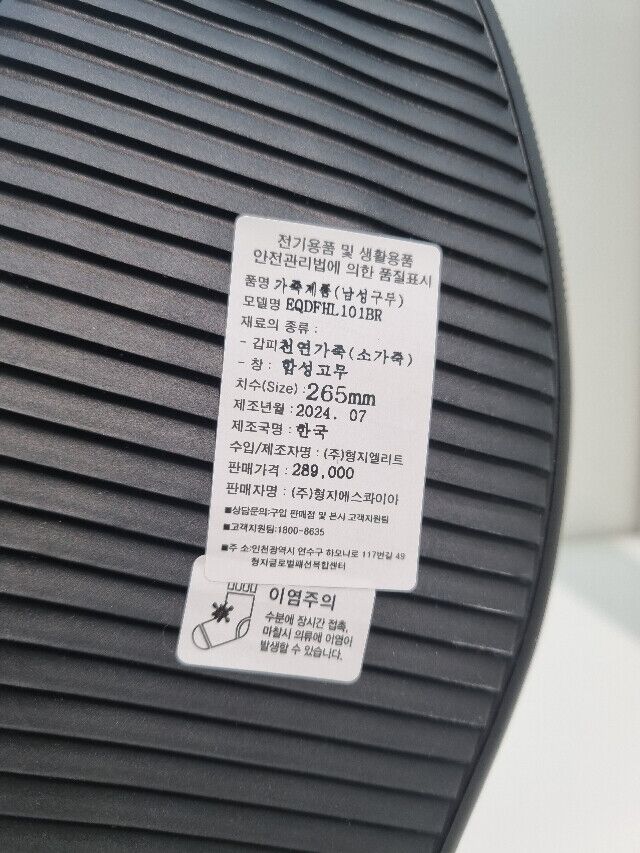 전기용품 및 생활용품
안전관리법에 의한 품질표시
품명 가죽제품(남성구두)
모델명 EQDFHL101BR
재료의 종류 :
- 갑피천연가죽(소가죽)
- 창 : 합성고무
치수(Size) :265mm
제조년월 :2024. 07
제조국명 : 한국
수입/제조자명 : (주)형지엘리트
판매가격 : 289,000
판매자명 : (주)형지에스콰이아
■상담문의:구입 판매점 및 본사 고객지원팀
■고객지원팀:1800-8635
■주 소:인천광역시 연수구 하모니로 177번길 49
형지글로벌패션복합센터
이염주의
수분에 장시간 접촉,
마찰시 의류에 이염이
발생할 수 있습니다.